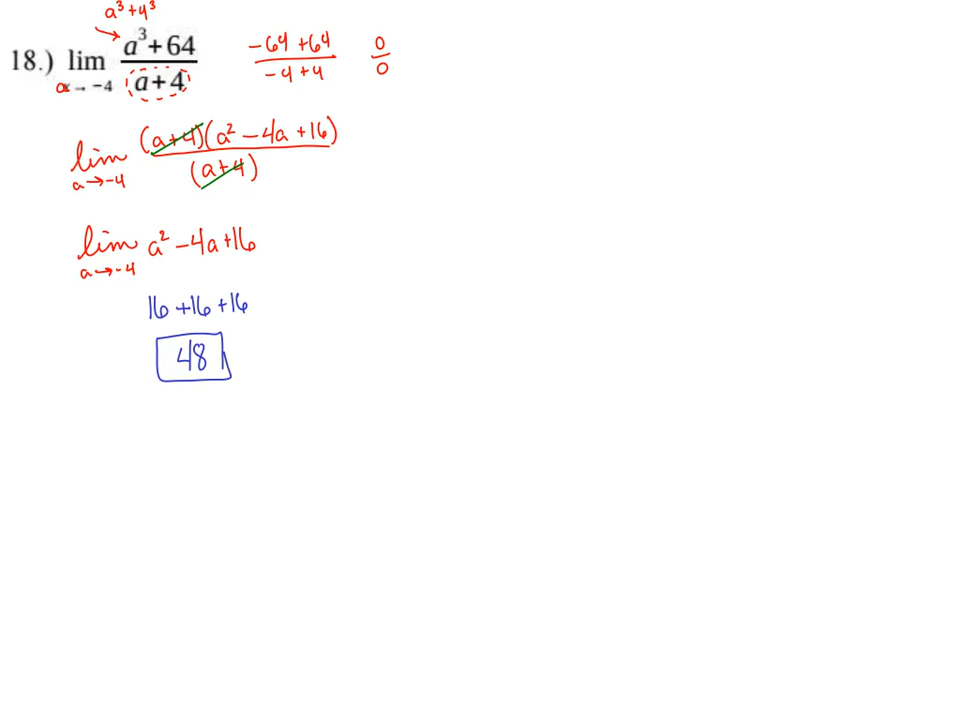 a³ + 4³
18.) lim a→-4 (a³+64)/(a+4)   (-64+64)/(-4+4)   0/0
lim a→-4 (a+4)(a² - 4a + 16)/(a+4)
lim a→-4 a² - 4a + 16
16 + 16 + 16
48